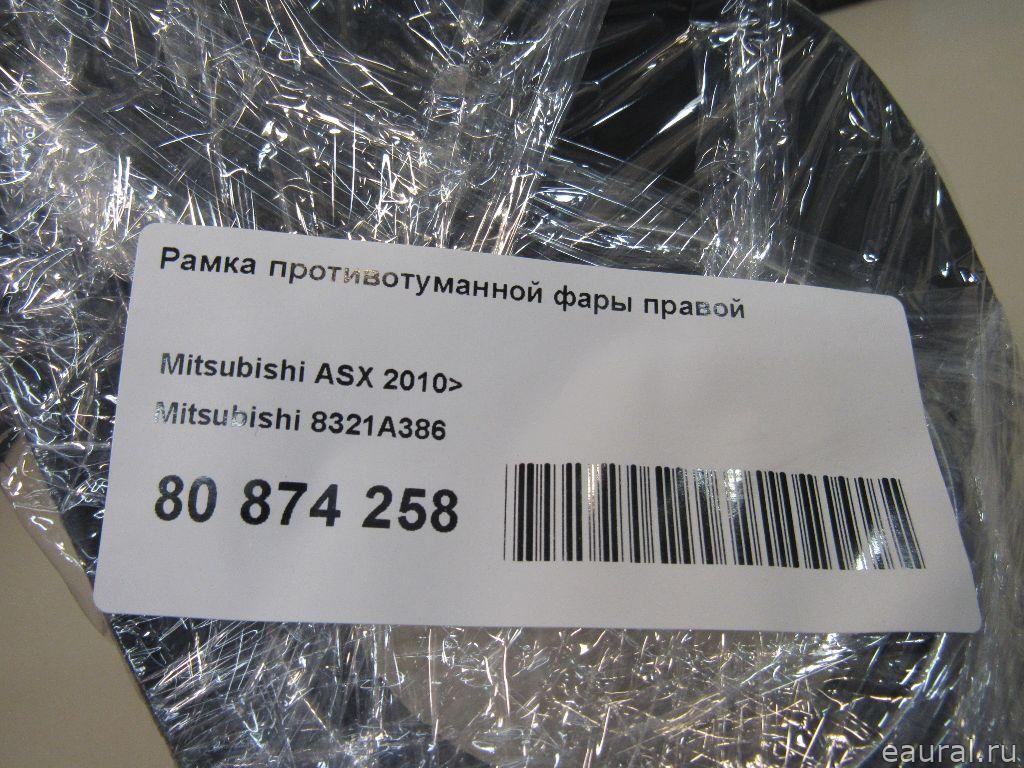 Рамка противотуманной фары правой
Mitsubishi ASX 2010>
Mitsubishi 8321A386
80 874 258
eaural.ru